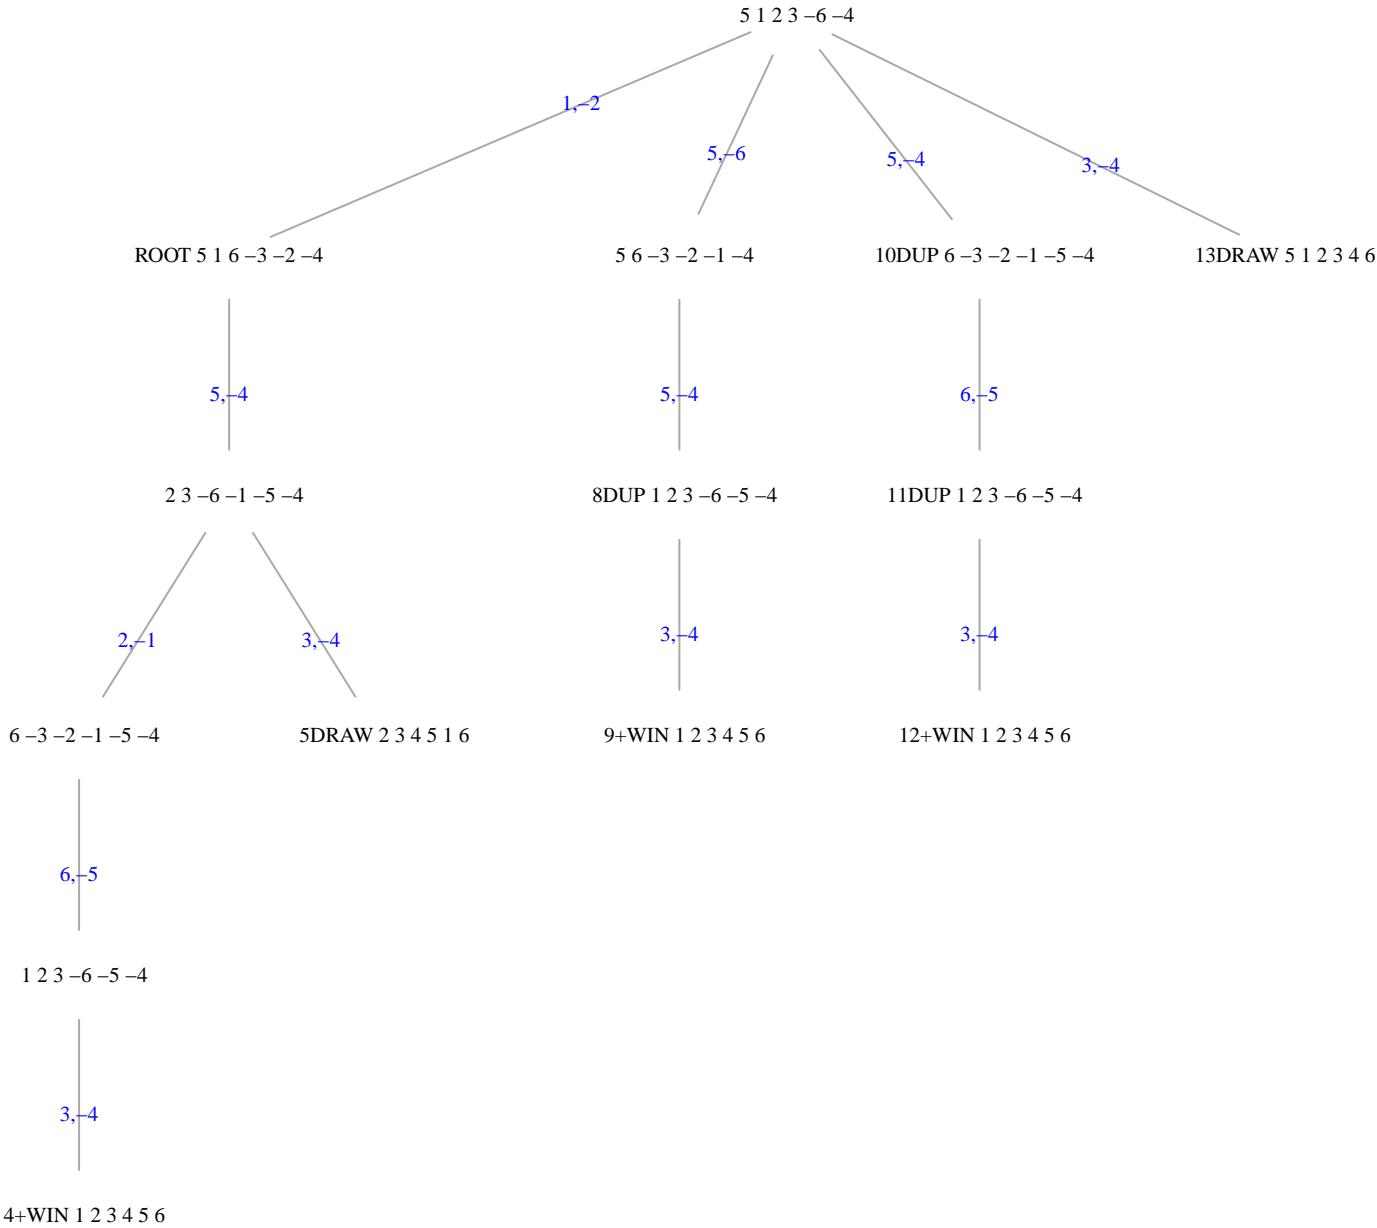 5 1 2 3 –6 –4
1,–2
5,–6
5,–4
3,–4
ROOT 5 1 6 –3 –2 –4
5 6 –3 –2 –1 –4
10DUP 6 –3 –2 –1 –5 –4
13DRAW 5 1 2 3 4 6
5,–4
5,–4
6,–5
2 3 –6 –1 –5 –4
8DUP 1 2 3 –6 –5 –4
11DUP 1 2 3 –6 –5 –4
2,–1
3,–4
3,–4
3,–4
6 –3 –2 –1 –5 –4
5DRAW 2 3 4 5 1 6
9+WIN 1 2 3 4 5 6
12+WIN 1 2 3 4 5 6
6,–5
1 2 3 –6 –5 –4
3,–4
4+WIN 1 2 3 4 5 6